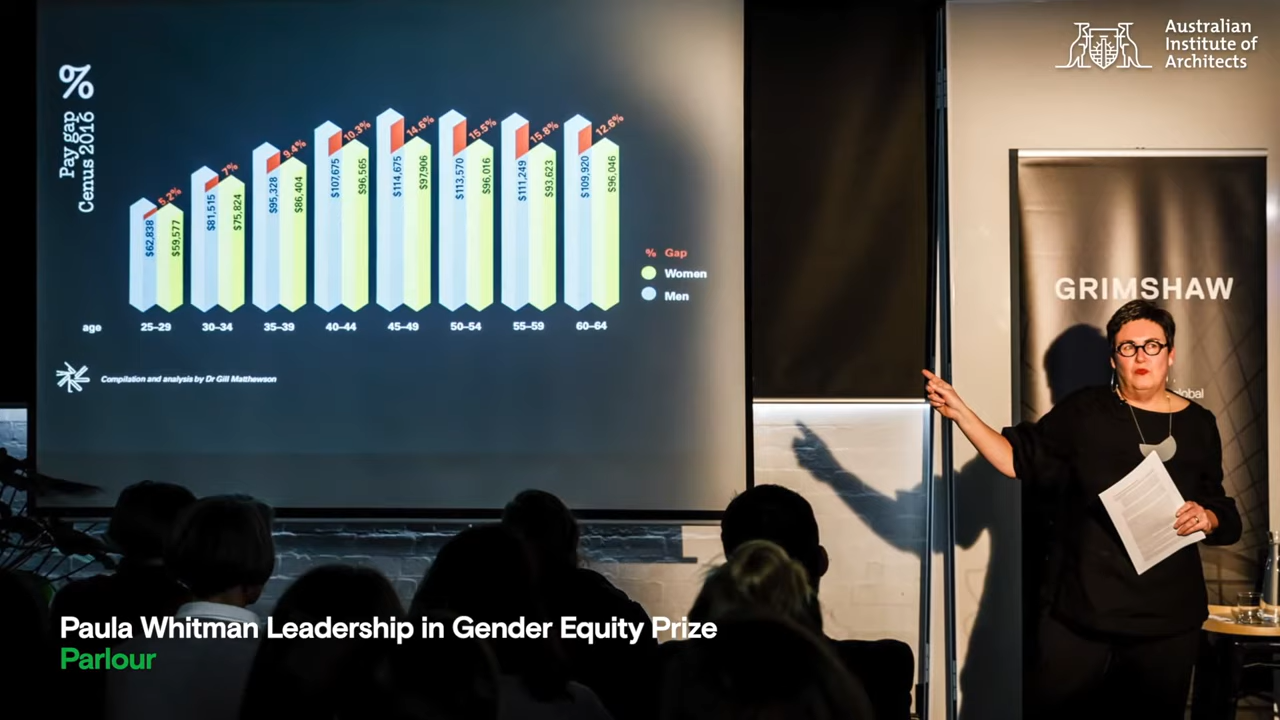 Australian
Institute of
Architects
%
Pay gap
Census 2016
5.2%
7%
9.4%
10.3%
14.6%
15.5%
15.8%
12.6%
$62,838
$59,577
$81,515
$75,824
$95,328
$86,404
$107,675
$96,565
$114,675
$97,906
$113,570
$96,016
$111,249
$93,623
$109,920
$96,046
% Gap
Women
Men
age 25–29 30–34 35–39 40–44 45–49 50–54 55–59 60–64
Compilation and analysis by Dr Gill Matthewson
GRIMSHAW
Paula Whitman Leadership in Gender Equity Prize
Parlour